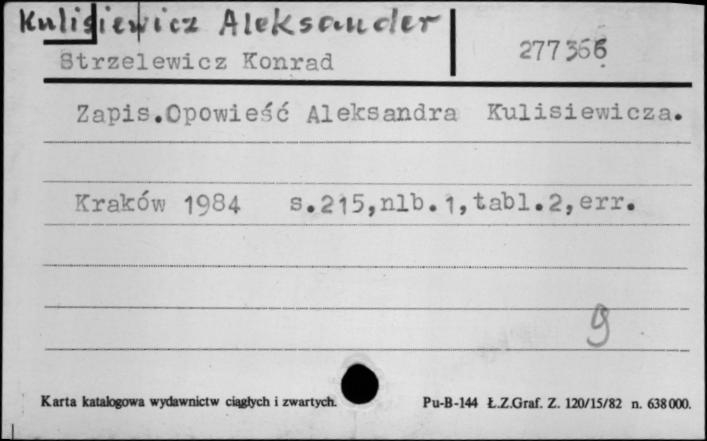 Kulisiewicz Aleksander
Strzelewicz Konrad
277366
Zapis.Opowieść Aleksandra Kulisiewicza.
Kraków 1984 s.215,nlb.1,tabl.2,err.
9
Karta katalogowa wydawnictw ciągłych i zwartych. Pu-B-144 Ł.Z.Graf. Z. 120/15/82 n. 638000.